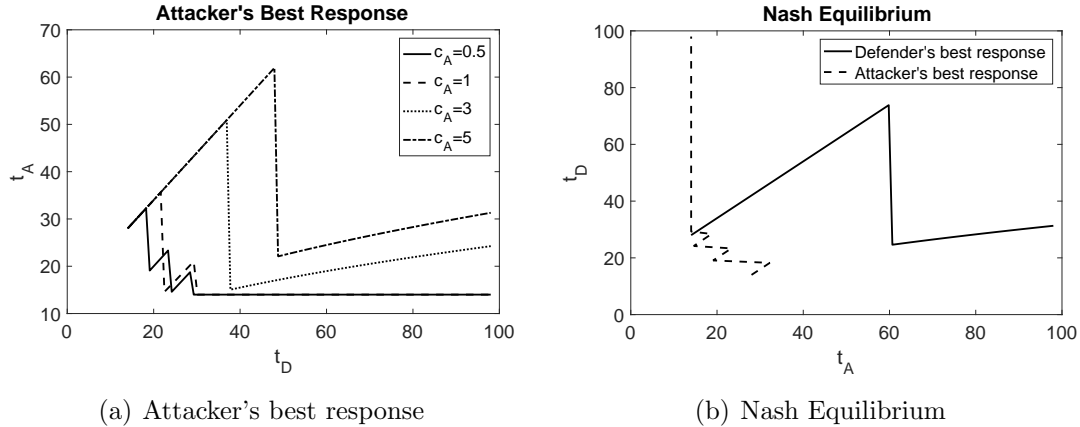 Attacker's Best Response
70
60
50
40
30
20
10
t_A
0 20 40 60 80 100
t_D
c_A=0.5
c_A=1
c_A=3
c_A=5
(a) Attacker's best response
Nash Equilibrium
100
80
60
40
20
0
t_D
0 20 40 60 80 100
t_A
Defender's best response
Attacker's best response
(b) Nash Equilibrium